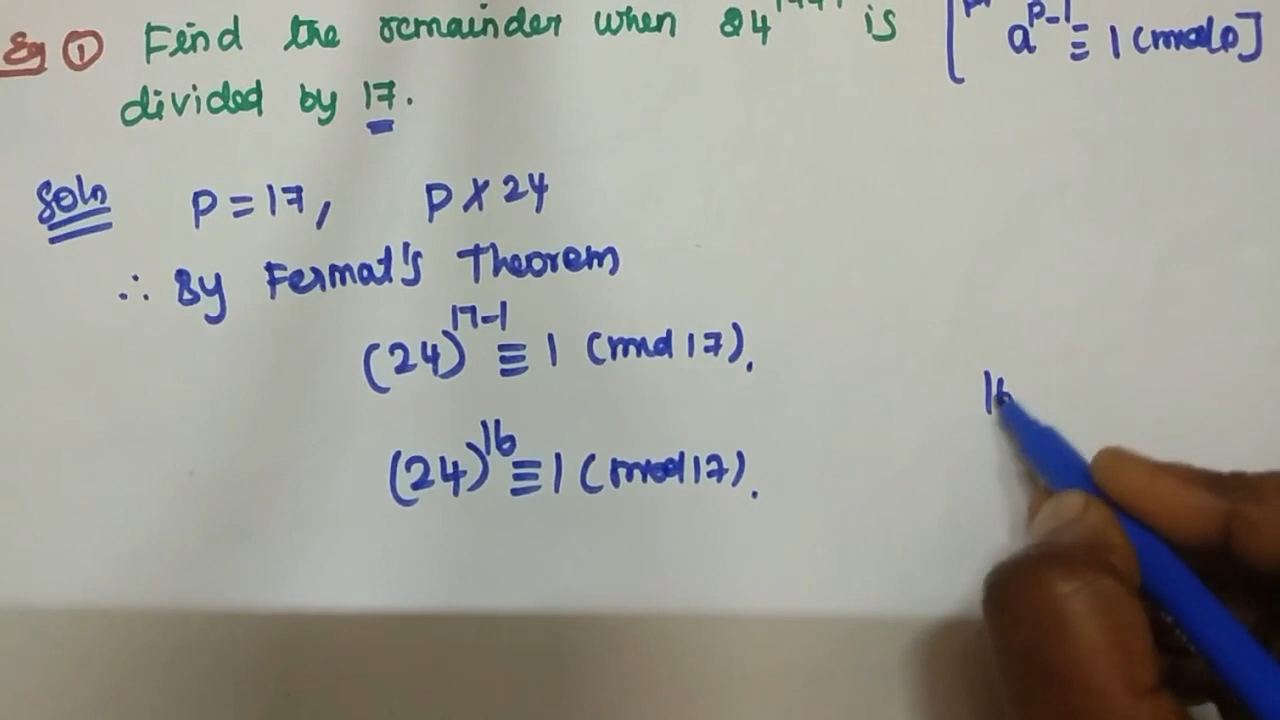 Eg ① Find the remainder when 24 is
[ a^{p-1} ≡ 1 (mod p)]
divided by 17.
Soln P = 17, P ∤ 24
∴ By Fermat's Theorem
(24)^{17-1} ≡ 1 (mod 17).
16
(24)^{16} ≡ 1 (mod 17).